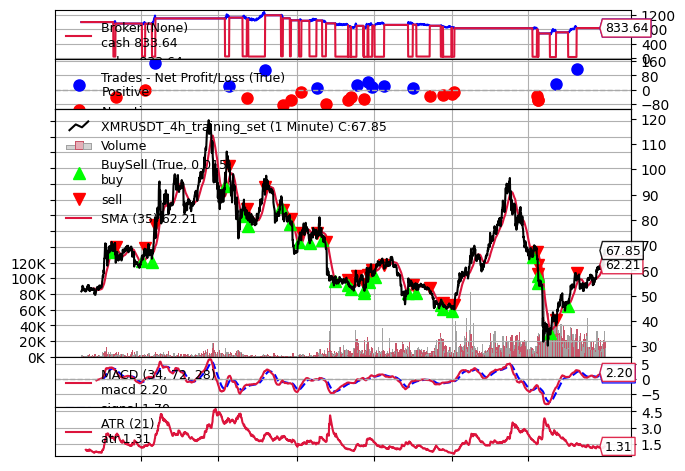 Broker (None)
cash 833.64
1200
833.64
800
400
0
Trades - Net Profit/Loss (True)
Positive
160
80
0
−80
XMRUSDT_4h_training_set (1 Minute) C:67.85
Volume
BuySell (True, 0.015)
buy
sell
SMA (35) 62.21
120
110
100
90
80
70
67.85
62.21
60
50
40
30
120K
100K
80K
60K
40K
20K
0K
MACD (34, 72, 28)
macd 2.20
signal 1.79
5
2.20
0
−5
ATR (21)
atr 1.31
4.5
3.0
1.5
1.31